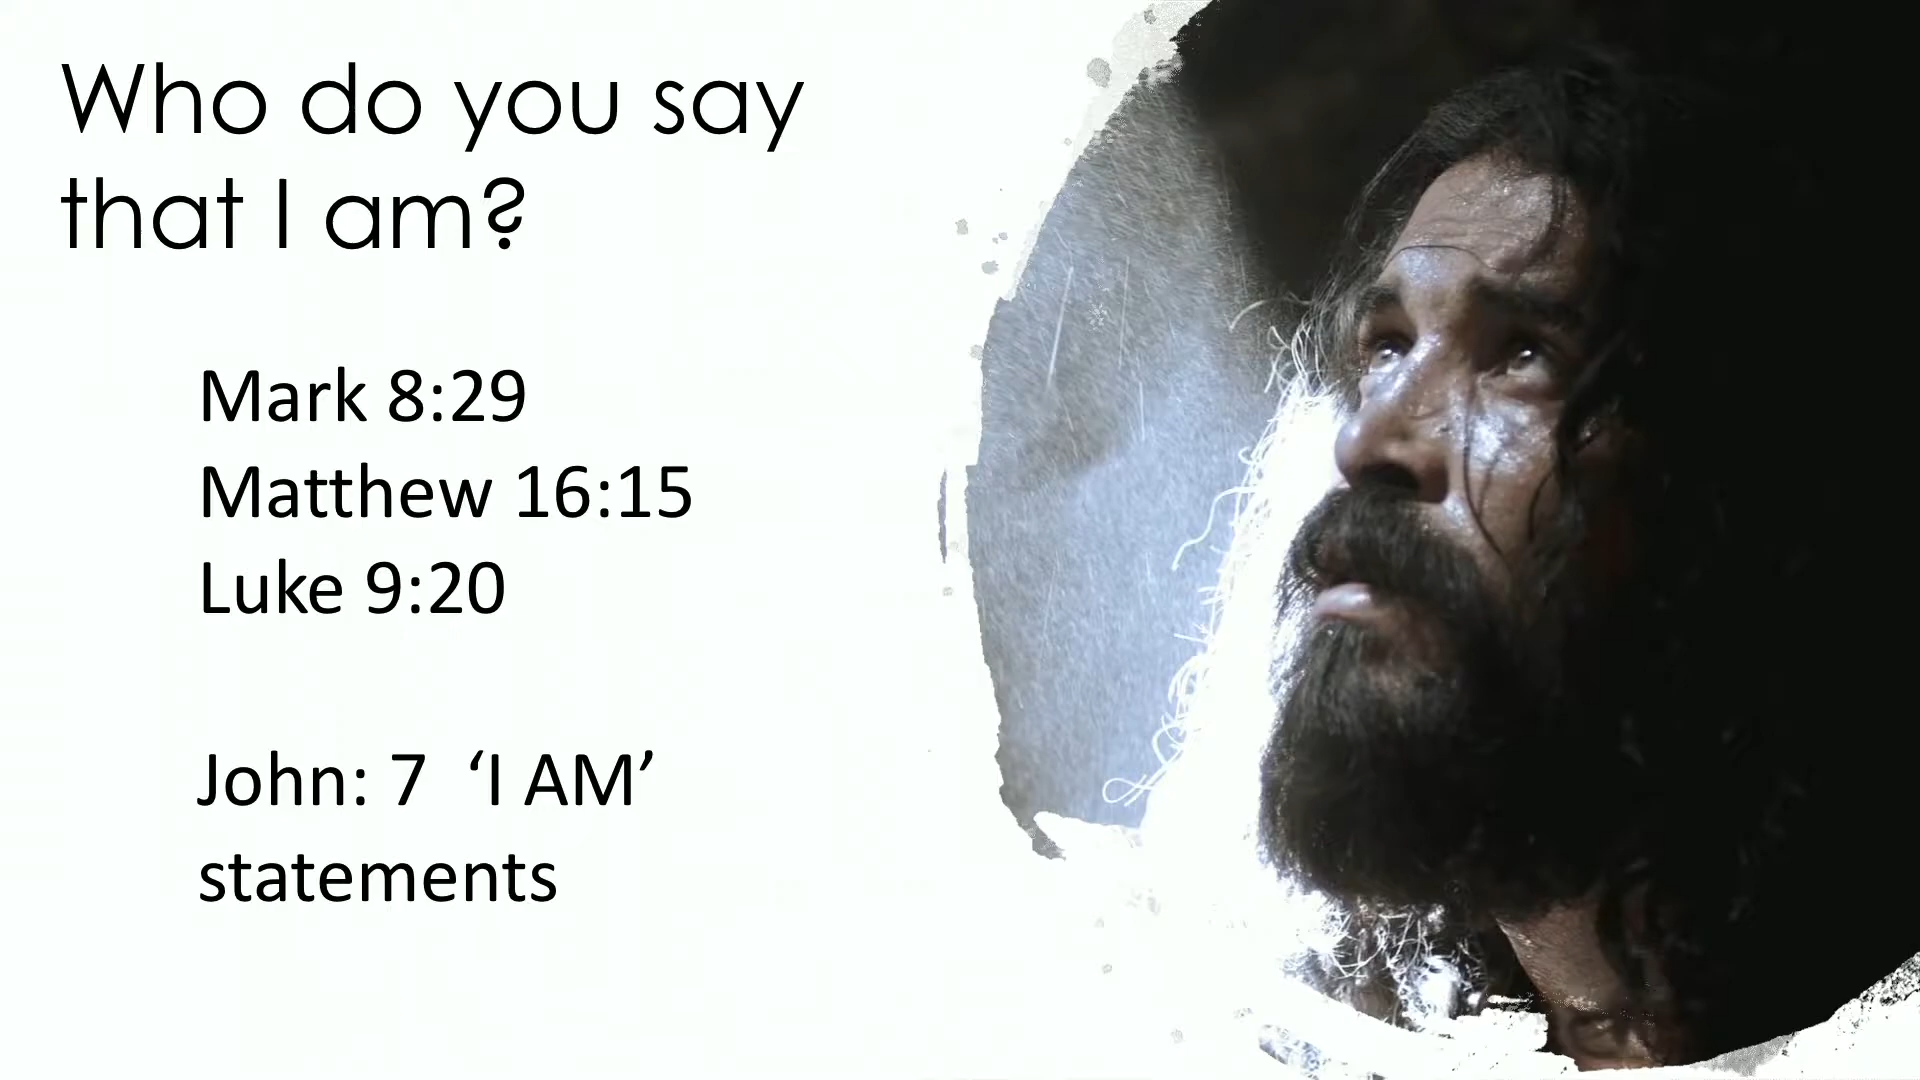 Who do you say
that I am?
Mark 8:29
Matthew 16:15
Luke 9:20
John: 7  ‘I AM’
statements